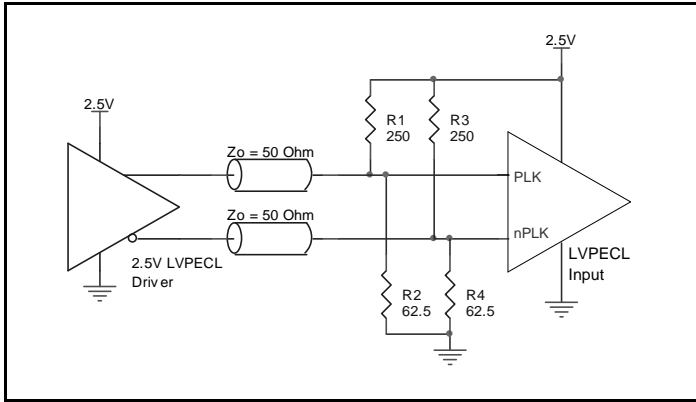 2.5V
2.5V
R1
250
R3
250
Zo = 50 Ohm
PLK
Zo = 50 Ohm
nPLK
2.5V LVPECL
Driver
LVPECL
Input
R2
62.5
R4
62.5